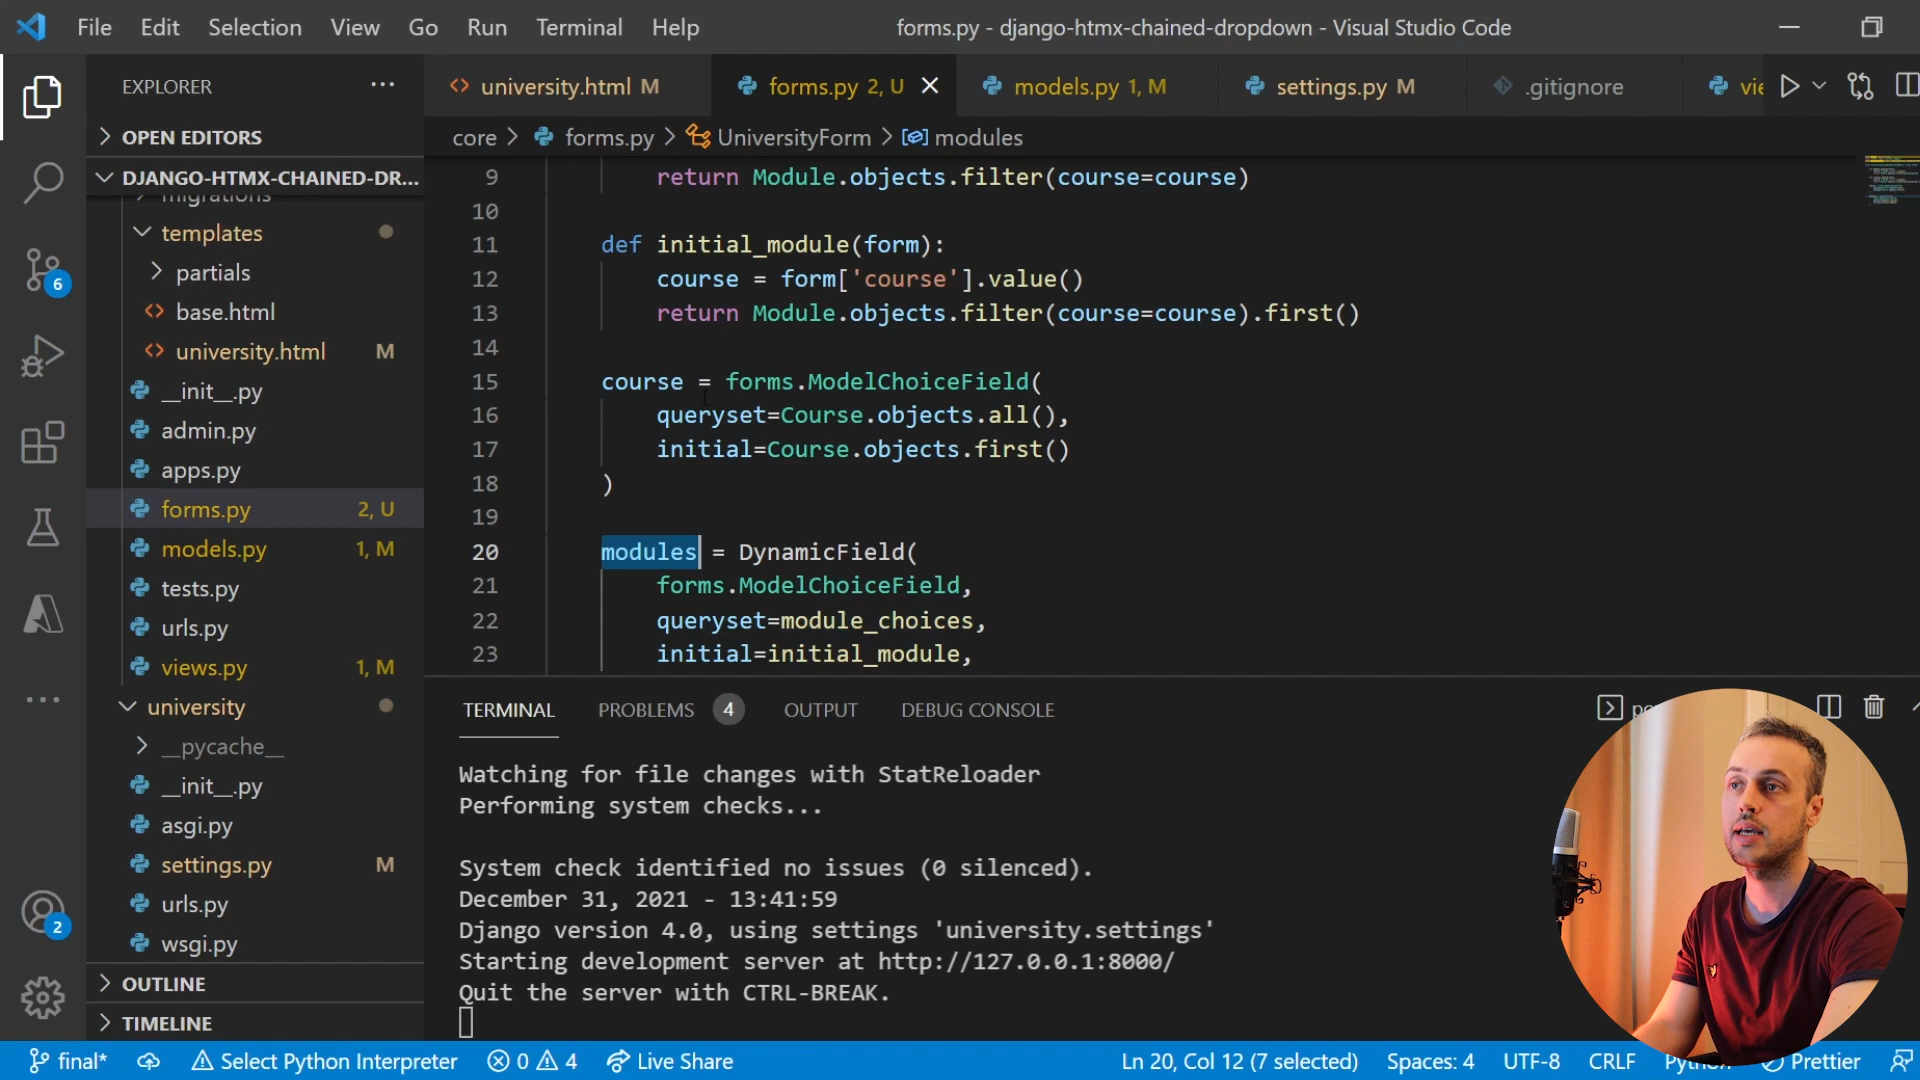 File Edit Selection View Go Run Terminal Help
forms.py - django-htmx-chained-dropdown - Visual Studio Code
EXPLORER ···
university.html M
forms.py 2, U
models.py 1, M
settings.py M
.gitignore
vie
OPEN EDITORS
core > forms.py > UniversityForm > modules
DJANGO-HTMX-CHAINED-DR...
migrations
templates
partials
base.html
university.html M
__init__.py
admin.py
apps.py
forms.py 2, U
models.py 1, M
tests.py
urls.py
views.py 1, M
university
__pycache__
__init__.py
asgi.py
settings.py M
urls.py
wsgi.py
OUTLINE
TIMELINE
6
2
9 return Module.objects.filter(course=course)
10
11 def initial_module(form):
12 course = form['course'].value()
13 return Module.objects.filter(course=course).first()
14
15 course = forms.ModelChoiceField(
16 queryset=Course.objects.all(),
17 initial=Course.objects.first()
18 )
19
20 modules = DynamicField(
21 forms.ModelChoiceField,
22 queryset=module_choices,
23 initial=initial_module,
TERMINAL PROBLEMS 4 OUTPUT DEBUG CONSOLE
Watching for file changes with StatReloader
Performing system checks...
System check identified no issues (0 silenced).
December 31, 2021 - 13:41:59
Django version 4.0, using settings 'university.settings'
Starting development server at http://127.0.0.1:8000/
Quit the server with CTRL-BREAK.
final* Select Python Interpreter 0 4 Live Share Ln 20, Col 12 (7 selected) Spaces: 4 UTF-8 CRLF Python Prettier